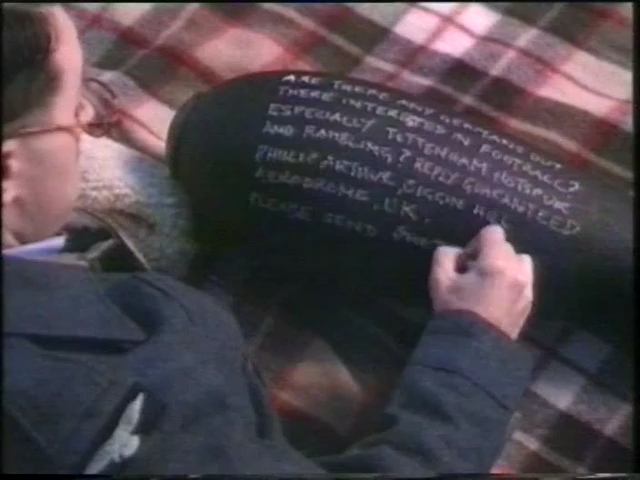 ARE THERE ANY GERMANS OUT
THERE INTERESTED IN FOOTBALL?
ESPECIALLY TOTTENHAM HOTSPUR
AND RAMBLING? REPLY GUARANTEED
PHILIP ARTHUR, BIGGIN HILL
AERODROME, UK.
PLEASE SEND